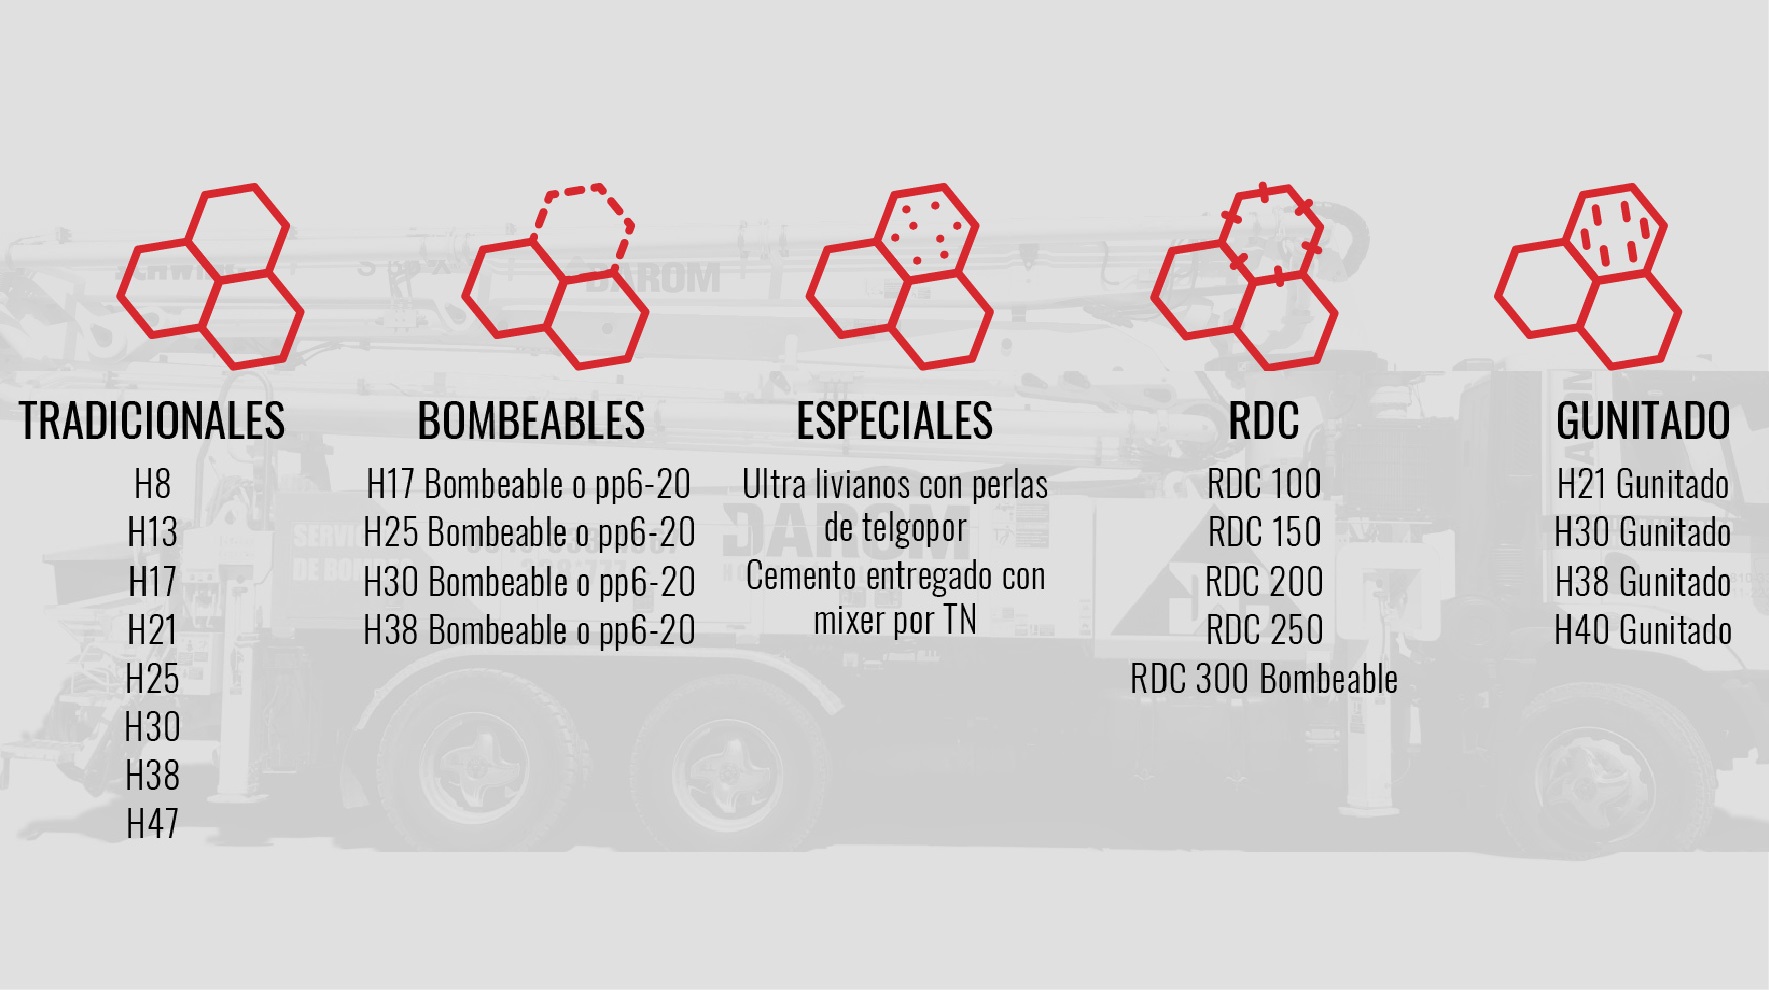 TRADICIONALES
H8
H13
H17
H21
H25
H30
H38
H47
BOMBEABLES
H17 Bombeable o pp6-20
H25 Bombeable o pp6-20
H30 Bombeable o pp6-20
H38 Bombeable o pp6-20
ESPECIALES
Ultra livianos con perlas
de telgopor
Cemento entregado con
mixer por TN
RDC
RDC 100
RDC 150
RDC 200
RDC 250
RDC 300 Bombeable
GUNITADO
H21 Gunitado
H30 Gunitado
H38 Gunitado
H40 Gunitado
DAROM
DAROM